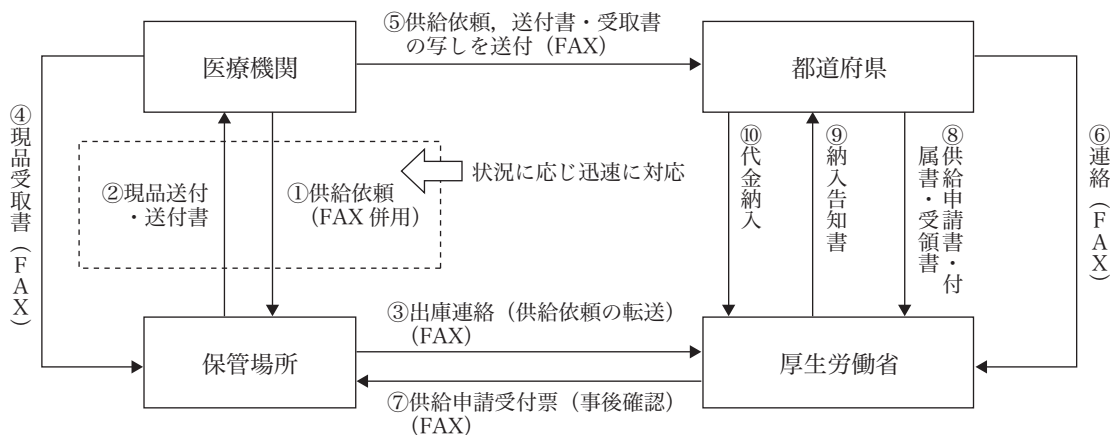 ⑤供給依頼，送付書・受取書
の写しを送付（FAX）
医療機関
都道府県
④現品受取書（FAX）
②現品送付
・送付書
①供給依頼
（FAX 併用）
状況に応じ迅速に対応
⑩代金納入
⑨納入告知書
⑧供給申請書・付
属書・受領書
⑥連絡（FAX）
③出庫連絡（供給依頼の転送）
（FAX）
保管場所
厚生労働省
⑦供給申請受付票（事後確認）
（FAX）